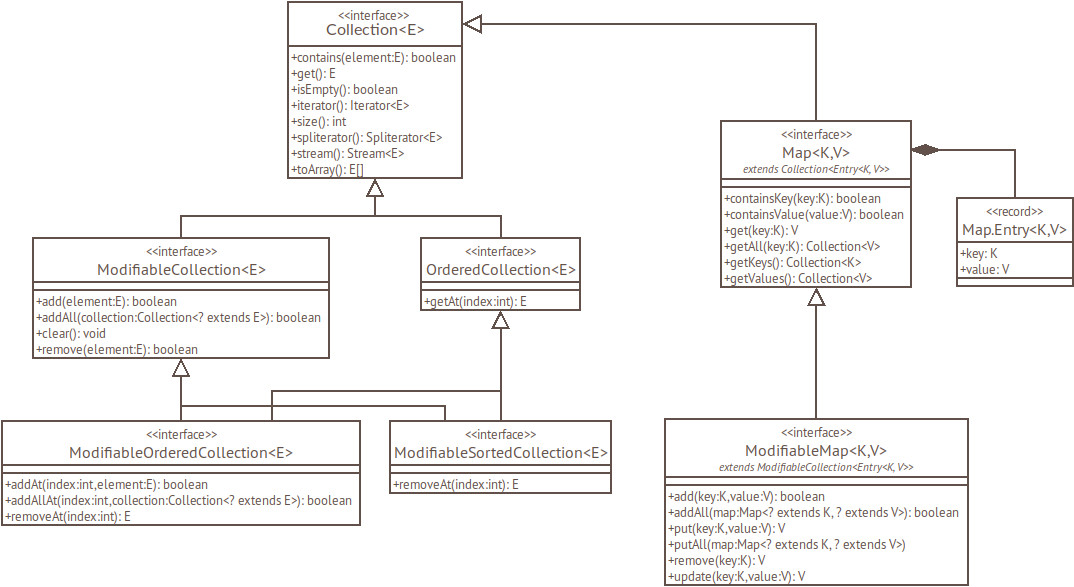 <<interface>>
Collection<E>
+contains(element:E): boolean
+get(): E
+isEmpty(): boolean
+iterator(): Iterator<E>
+size(): int
+spliterator(): Spliterator<E>
+stream(): Stream<E>
+toArray(): E[]
<<interface>>
Map<K,V>
extends Collection<Entry<K,V>>
+containsKey(key:K): boolean
+containsValue(value:V): boolean
+get(key:K): V
+getAll(key:K): Collection<V>
+getKeys(): Collection<K>
+getValues(): Collection<V>
<<record>>
Map.Entry<K,V>
+key: K
+value: V
<<interface>>
ModifiableCollection<E>
+add(element:E): boolean
+addAll(collection:Collection<? extends E>): boolean
+clear(): void
+remove(element:E): boolean
<<interface>>
OrderedCollection<E>
+getAt(index:int): E
<<interface>>
ModifiableOrderedCollection<E>
+addAt(index:int,element:E): boolean
+addAllAt(index:int,collection:Collection<? extends E>): boolean
+removeAt(index:int): E
<<interface>>
ModifiableSortedCollection<E>
+removeAt(index:int): E
<<interface>>
ModifiableMap<K,V>
extends ModifiableCollection<Entry<K,V>>
+add(key:K,value:V): boolean
+addAll(map:Map<? extends K, ? extends V>): boolean
+put(key:K,value:V): V
+putAll(map:Map<? extends K, ? extends V>)
+remove(key:K): V
+update(key:K,value:V): V